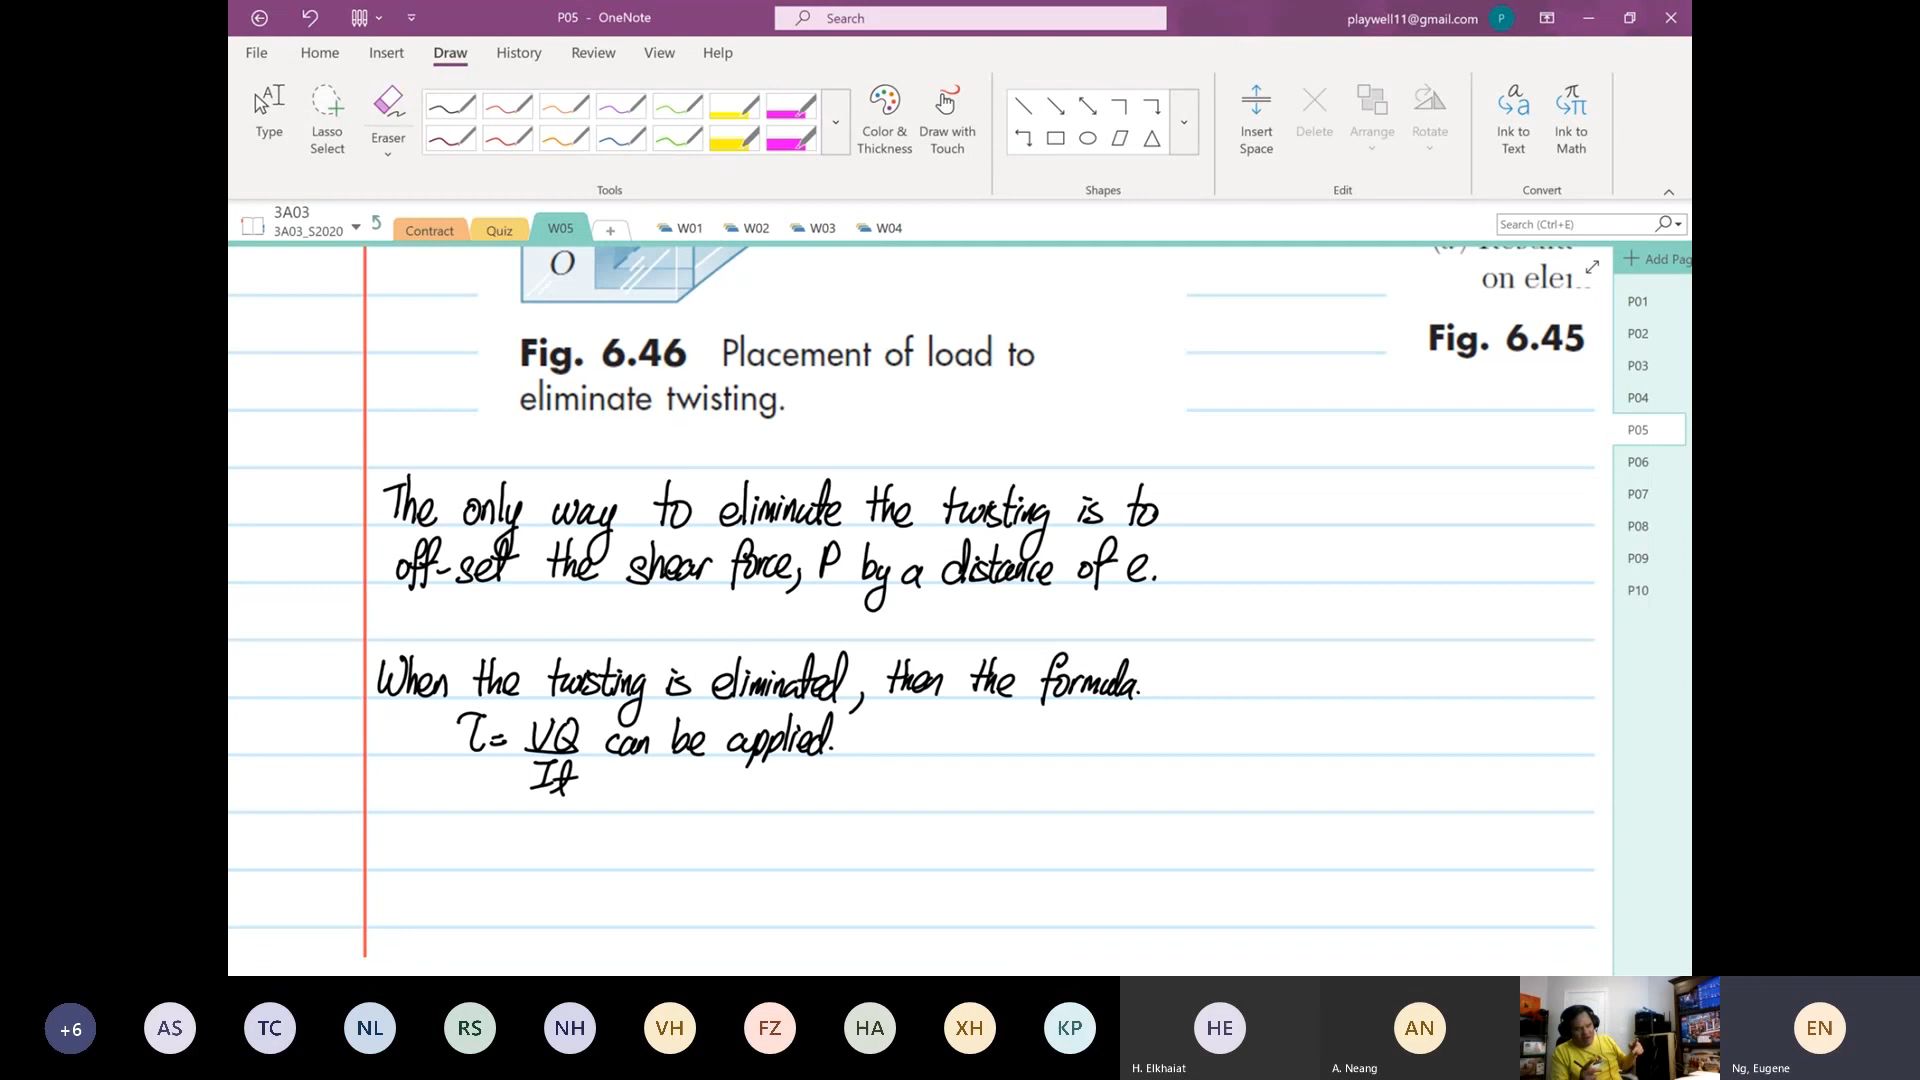 P05 - OneNote
Search
playwell11@gmail.com
P
File Home Insert Draw History Review View Help
Type
Lasso Select
Eraser
Color & Thickness
Draw with Touch
Insert Space
Delete
Arrange
Rotate
Ink to Text
Ink to Math
Tools
Shapes
Edit
Convert
3A03
3A03_S2020
Contract
Quiz
W05
W01
W02
W03
W04
Search (Ctrl+E)
O
on ele
Fig. 6.46 Placement of load to
eliminate twisting.
Fig. 6.45
Add Pag
P01
P02
P03
P04
P05
P06
P07
P08
P09
P10
The only way to eliminate the twisting is to
off-set the shear force, P by a distance of e.
When the twisting is eliminated, then the formula.
τ = VQ/It can be applied.
+6
AS
TC
NL
RS
NH
VH
FZ
HA
XH
KP
HE
H. Elkhaiat
AN
A. Neang
EN
Ng, Eugene